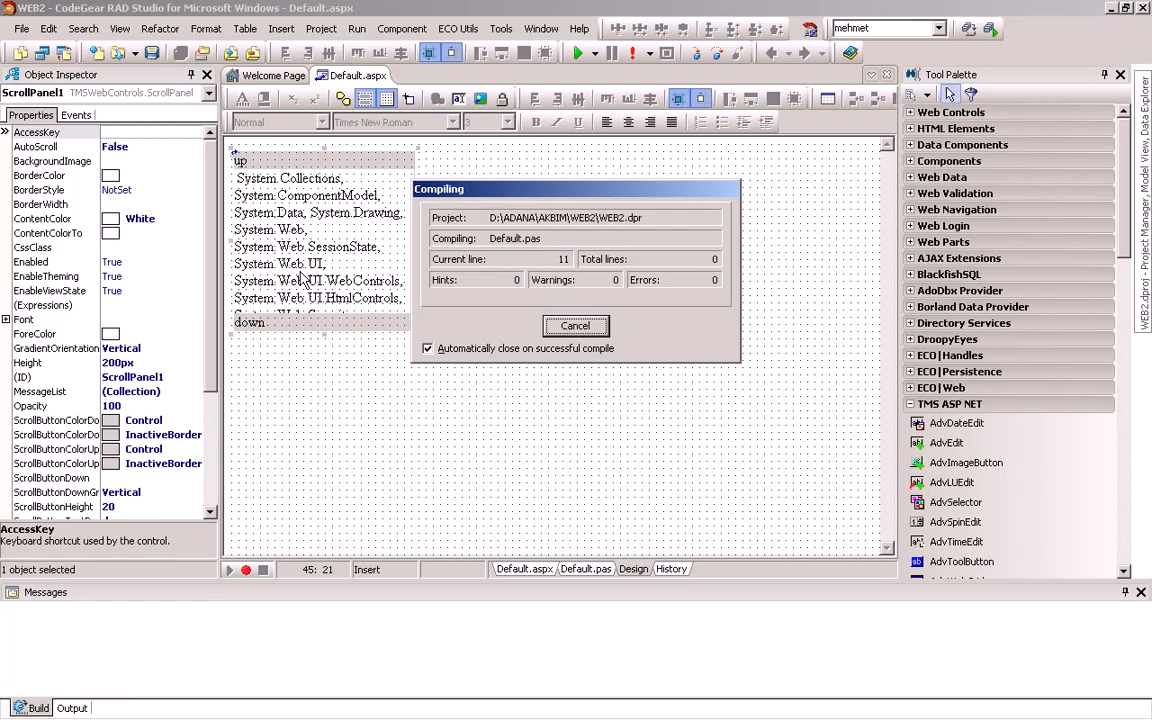 WEB2 - CodeGear RAD Studio for Microsoft Windows - Default.aspx
File Edit Search View Refactor Format Table Insert Project Run Component ECO Utils Tools Window Help mehmet
Object Inspector
Welcome Page Default.aspx
Tool Palette
ScrollPanel1 TMSWebControls.ScrollPanel
Properties Events
Normal Times New Roman 3 B I U
AccessKey
AutoScroll False
BackgroundImage
BorderColor
BorderStyle NotSet
BorderWidth
ContentColor White
ContentColorTo
CssClass
Enabled True
EnableTheming True
EnableViewState True
(Expressions)
Font
ForeColor
GradientOrientation Vertical
Height 200px
(ID) ScrollPanel1
MessageList (Collection)
Opacity 100
ScrollButtonColorDo Control
ScrollButtonColorDo InactiveBorder
ScrollButtonColorUp Control
ScrollButtonColorUp InactiveBorder
ScrollButtonDown
ScrollButtonDownGr Vertical
ScrollButtonHeight 20
AccessKey
Keyboard shortcut used by the control.
1 object selected
up
System.Collections,
System.ComponentModel,
System.Data, System.Drawing,
System.Web,
System.Web.SessionState,
System.Web.UI,
System.Web.UI.WebControls,
System.Web.UI.HtmlControls,
down
Compiling
Project: D:\ADANA\AKBIM\WEB2\WEB2.dpr
Compiling: Default.pas
Current line: 11 Total lines: 0
Hints: 0 Warnings: 0 Errors: 0
Cancel
Automatically close on successful compile
45: 21 Insert Default.aspx Default.pas Design History
Web Controls
HTML Elements
Data Components
Components
Web Data
Web Validation
Web Navigation
Web Login
Web Parts
AJAX Extensions
BlackfishSQL
AdoDbx Provider
Borland Data Provider
Directory Services
DroopyEyes
ECO|Handles
ECO|Persistence
ECO|Web
TMS ASP NET
AdvDateEdit
AdvEdit
AdvImageButton
AdvLUEdit
AdvSelector
AdvSpinEdit
AdvTimeEdit
AdvToolButton
WEB2.dproj - Project Manager, Model View, Data Explorer
Messages
Build Output